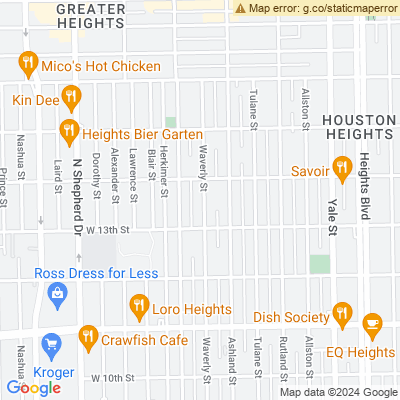 GREATER
HEIGHTS
Map error: g.co/staticmaperror
Mico's Hot Chicken
Kin Dee
Tulane St
Allston St
HOUSTON
HEIGHTS
Heights Bier Garten
Nashua St
Laird St
N Shepherd Dr
Dorothy St
Alexander St
Lawrence St
Blair St
Herkimer St
Waverly St
Savoir
Prince St
Yale St
Heights Blvd
W 13th St
Ross Dress for Less
Loro Heights
Dish Society
Crawfish Cafe
EQ Heights
Kroger
Nashua St
Waverly St
Ashland St
Tulane St
Rutland St
Allston St
W 10th St
Google
Map data ©2024 Google